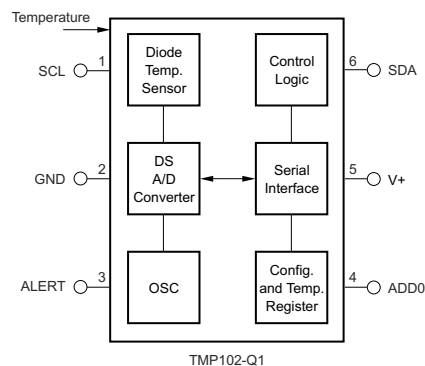 Temperature
Diode
Temp.
Sensor
Control
Logic
SCL
1
6
SDA
DS
A/D
Converter
Serial
Interface
GND
2
5
V+
OSC
Config.
and Temp.
Register
ALERT
3
4
ADD0
TMP102-Q1